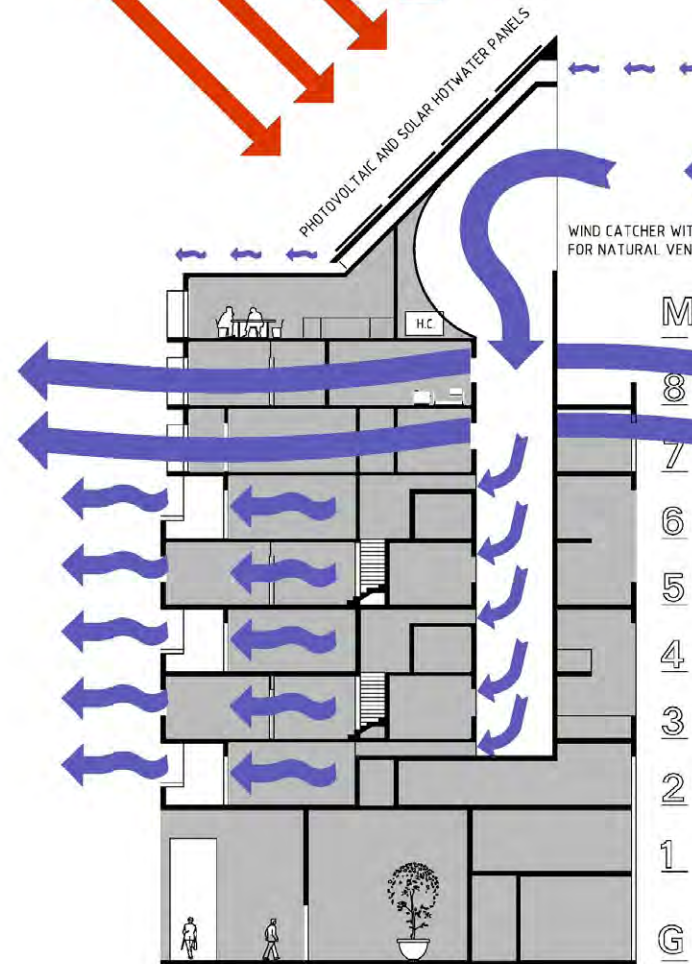 PHOTOVOLTAIC AND SOLAR HOTWATER PANELS
WIND CATCHER WIT
FOR NATURAL VEN
H.C.
M
8
7
6
5
4
3
2
1
G